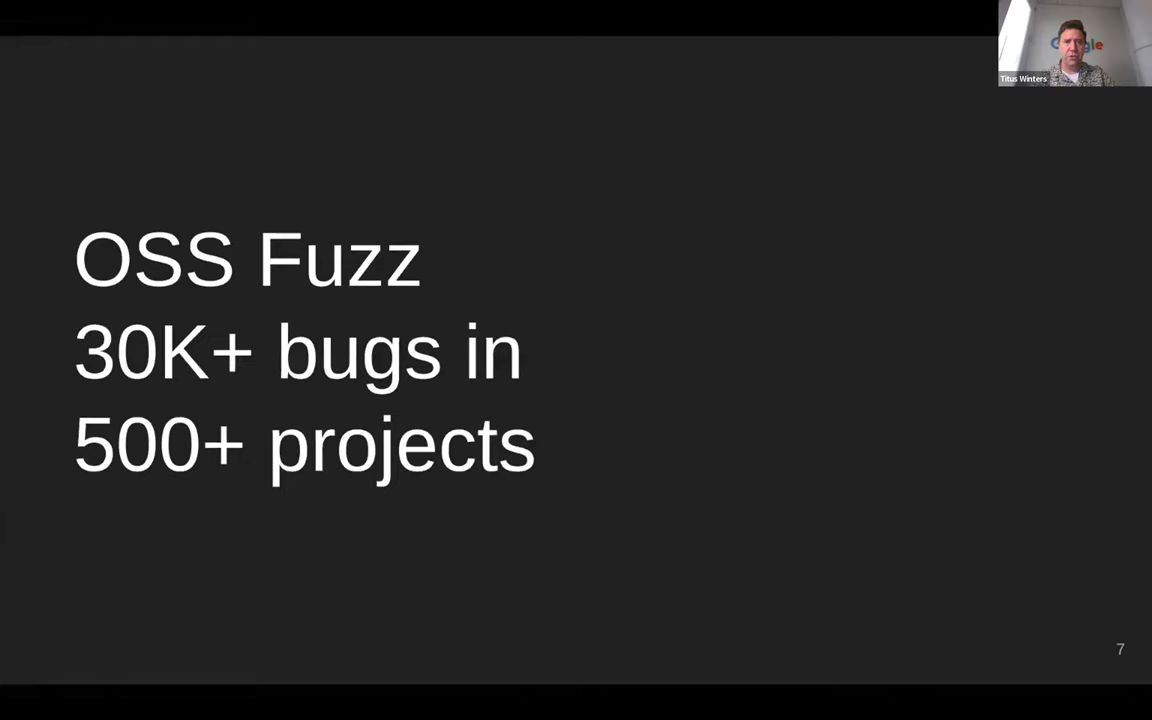 Titus Winters
OSS Fuzz
30K+ bugs in
500+ projects
7